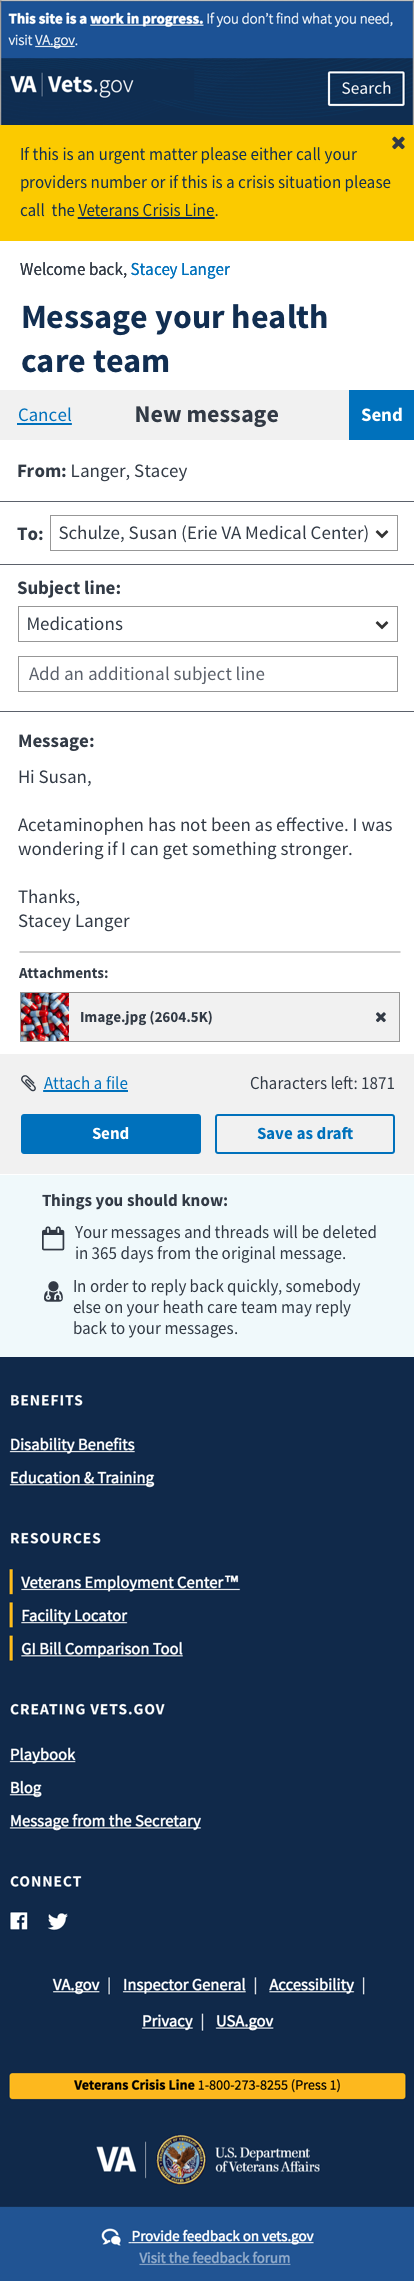 This site is a work in progress. If you don't find what you need,
visit VA.gov.
VA | Vets.gov
Search
If this is an urgent matter please either call your
providers number or if this is a crisis situation please
call the Veterans Crisis Line.
Welcome back, Stacey Langer
Message your health
care team
Cancel
New message
Send
From: Langer, Stacey
To: Schulze, Susan (Erie VA Medical Center)
Subject line:
Medications
Add an additional subject line
Message:
Hi Susan,
Acetaminophen has not been as effective. I was
wondering if I can get something stronger.
Thanks,
Stacey Langer
Attachments:
Image.jpg (2604.5K)
Attach a file
Characters left: 1871
Send
Save as draft
Things you should know:
Your messages and threads will be deleted
in 365 days from the original message.
In order to reply back quickly, somebody
else on your heath care team may reply
back to your messages.
BENEFITS
Disability Benefits
Education & Training
RESOURCES
Veterans Employment Center™
Facility Locator
GI Bill Comparison Tool
CREATING VETS.GOV
Playbook
Blog
Message from the Secretary
CONNECT
VA.gov | Inspector General | Accessibility |
Privacy | USA.gov
Veterans Crisis Line 1-800-273-8255 (Press 1)
VA | U.S. Department
of Veterans Affairs
Provide feedback on vets.gov
Visit the feedback forum